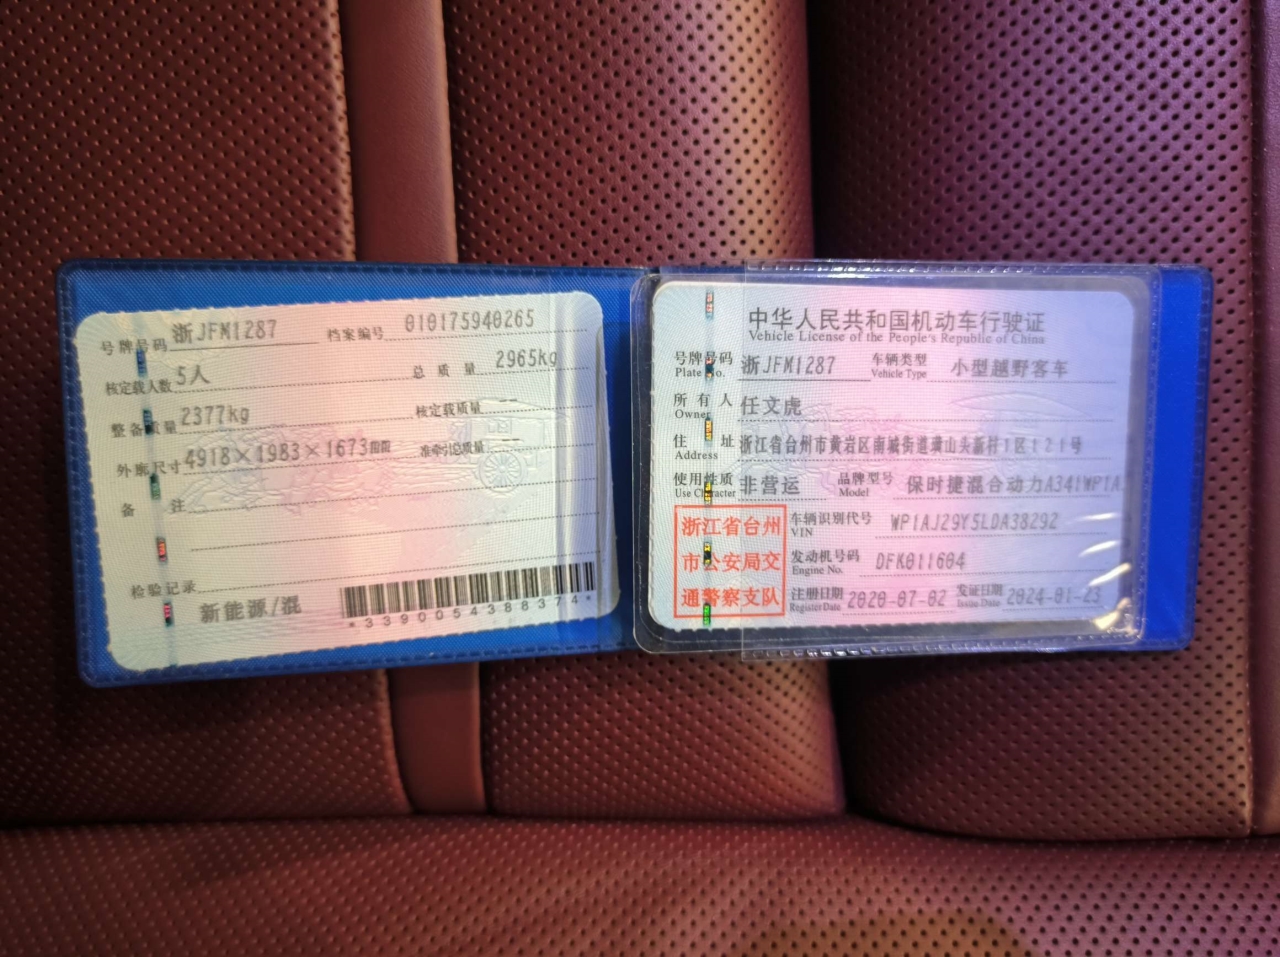 号牌号码 浙JFM1287 档案编号 010175940265
核定载人数 5人 总质量 2965kg
整备质量 2377kg 核定载质量 --
外廓尺寸 4918×1983×1673 准牵引总质量 --
备注
检验记录
新能源/混
*3390054388374*
中华人民共和国机动车行驶证
Vehicle License of the People's Republic of China
号牌号码 浙JFM1287 车辆类型 小型越野客车
Plate No. Vehicle Type
所有人 任文虎
Owner
住址 浙江省台州市黄岩区南城街道山头新村1区121号
Address
使用性质 非营运 品牌型号 保时捷混合动力A341WP1A
Use Character Model
浙江省台州
市公安局交
通警察支队
车辆识别代号 WP1AJ29Y5LDA38292
VIN
发动机号码 DFK011604
Engine No.
注册日期 2020-07-02 发证日期 2024-01-23
Register Date Issue Date